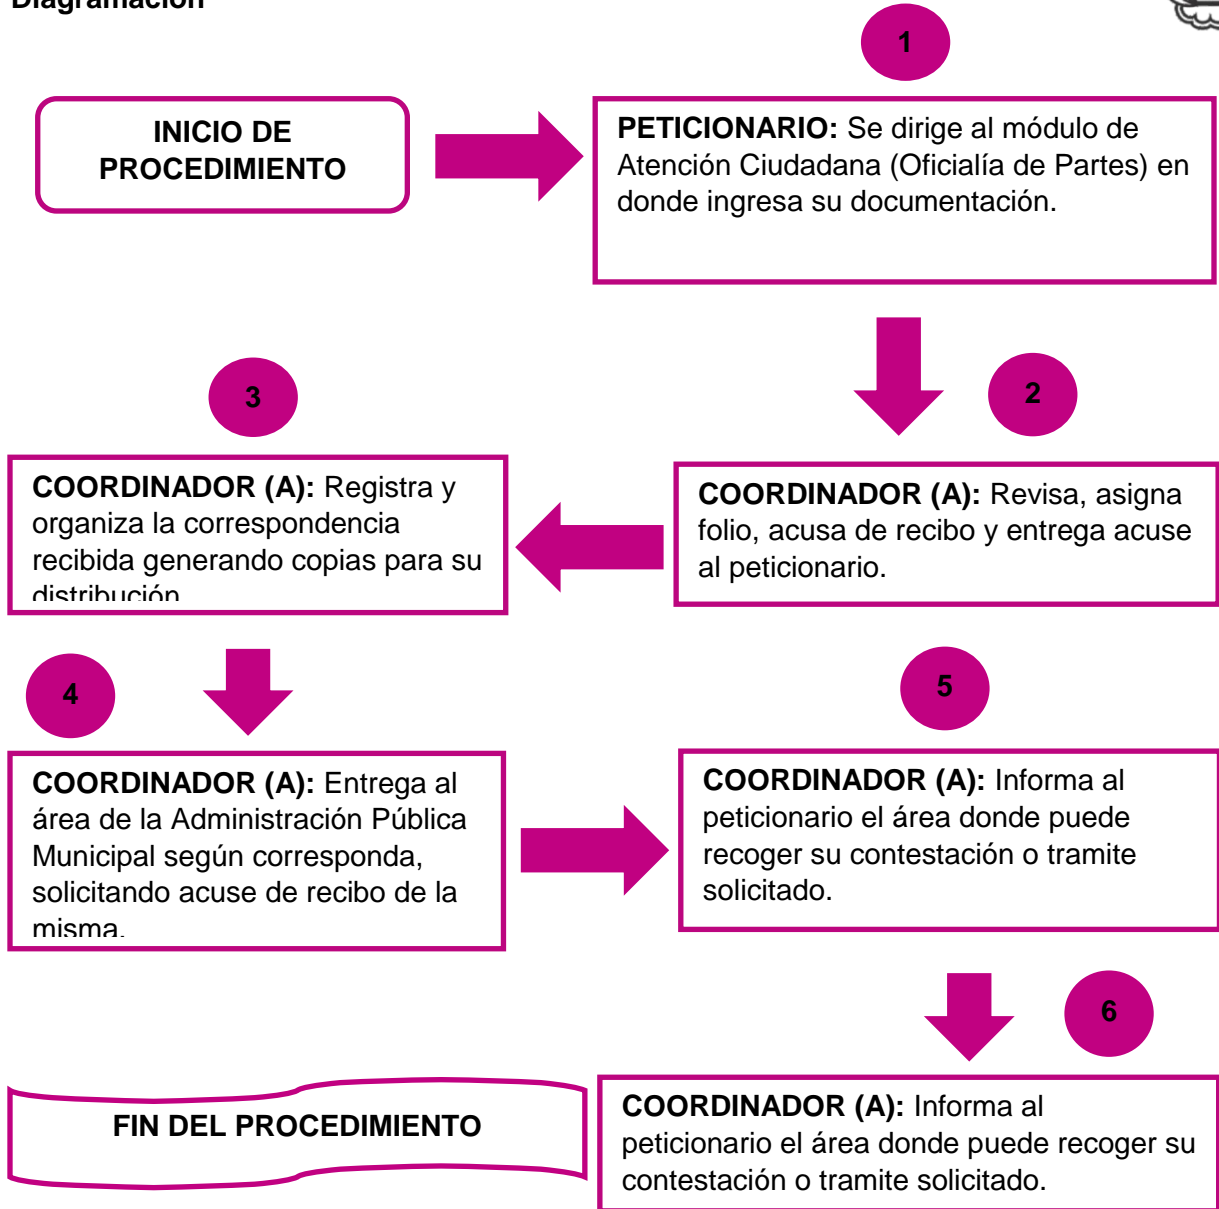 Diagramación
1
INICIO DE
PROCEDIMIENTO
PETICIONARIO: Se dirige al módulo de
Atención Ciudadana (Oficialía de Partes) en
donde ingresa su documentación.
2
COORDINADOR (A): Revisa, asigna
folio, acusa de recibo y entrega acuse
al peticionario.
3
COORDINADOR (A): Registra y
organiza la correspondencia
recibida generando copias para su
distribución
4
COORDINADOR (A): Entrega al
área de la Administración Pública
Municipal según corresponda,
solicitando acuse de recibo de la
misma.
5
COORDINADOR (A): Informa al
peticionario el área donde puede
recoger su contestación o tramite
solicitado.
6
COORDINADOR (A): Informa al
peticionario el área donde puede recoger su
contestación o tramite solicitado.
FIN DEL PROCEDIMIENTO